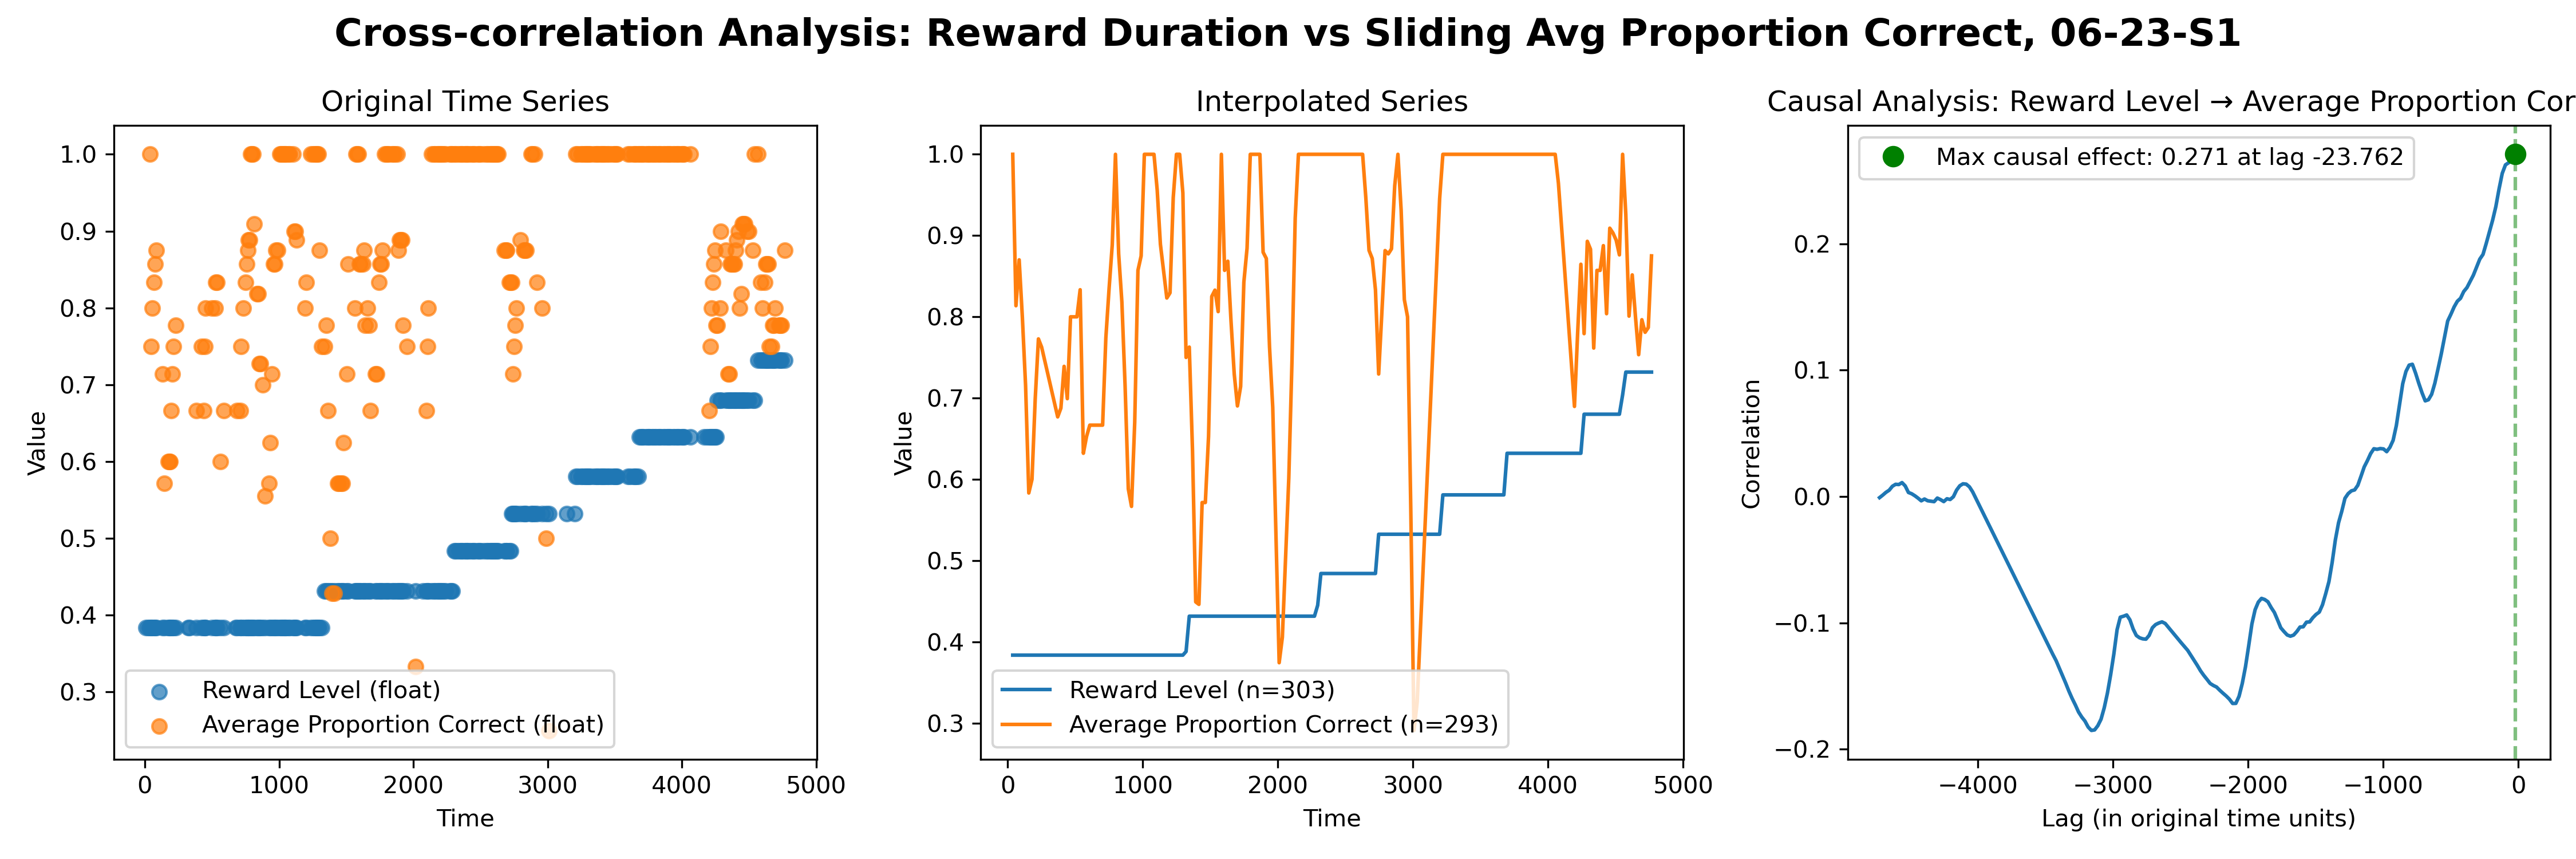 Cross-correlation Analysis: Reward Duration vs Sliding Avg Proportion Correct, 06-23-S1
Original Time Series
Value
1.0
0.9
0.8
0.7
0.6
0.5
0.4
0.3
Reward Level (float)
Average Proportion Correct (float)
0 1000 2000 3000 4000 5000
Time
Interpolated Series
Value
1.0
0.9
0.8
0.7
0.6
0.5
0.4
0.3
Reward Level (n=303)
Average Proportion Correct (n=293)
0 1000 2000 3000 4000 5000
Time
Causal Analysis: Reward Level → Average Proportion Cor
Max causal effect: 0.271 at lag -23.762
Correlation
0.2
0.1
0.0
−0.1
−0.2
−4000 −3000 −2000 −1000 0
Lag (in original time units)